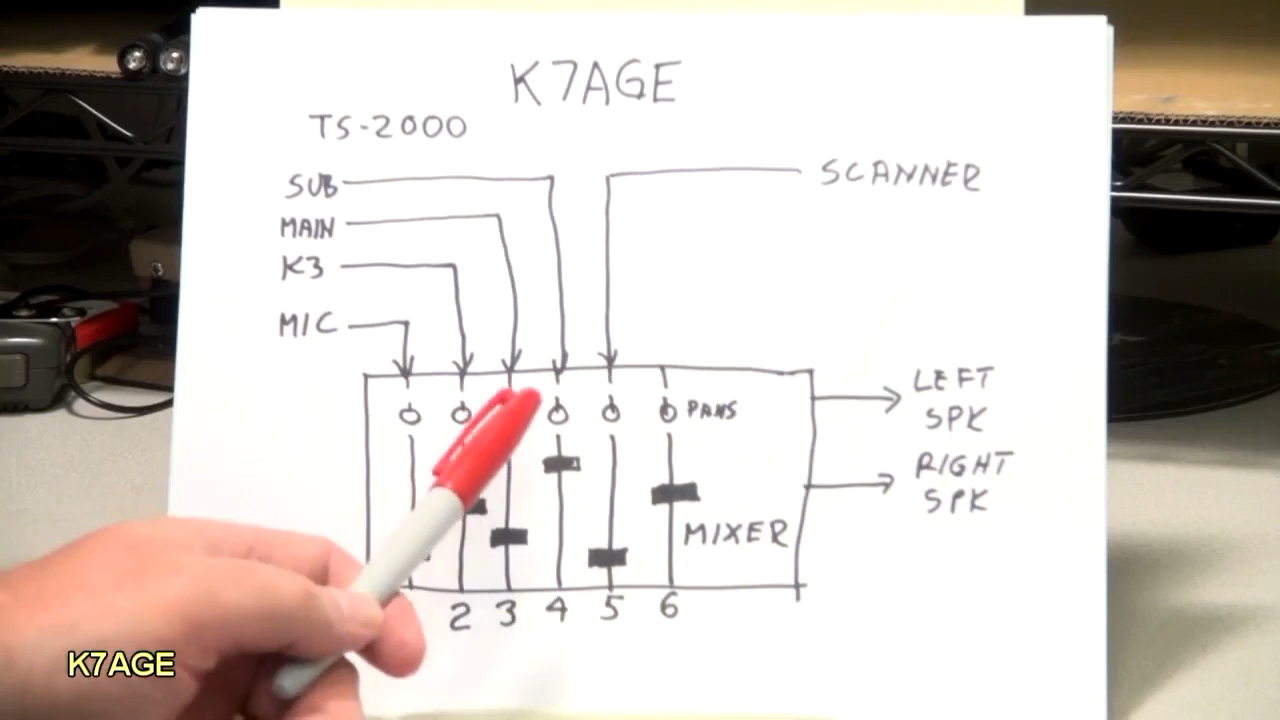 K7AGE
TS-2000
SUB
SCANNER
MAIN
K3
MIC
LEFT
SPK
PANS
RIGHT
SPK
MIXER
2 3 4 5 6
K7AGE